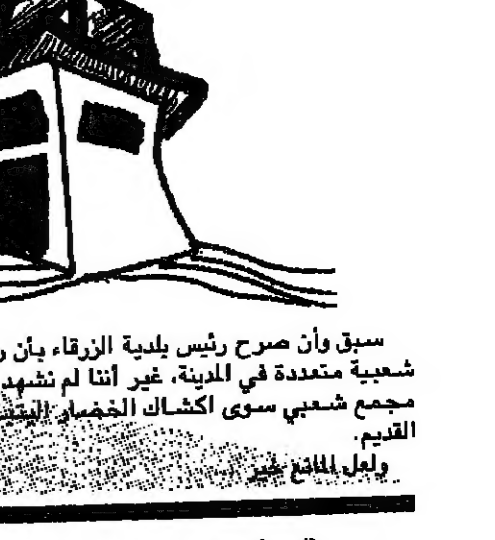 سبق وأن صرح رئيس بلدية الزرقاء بأن
شعبية متعددة في المدينة، غير أننا لم نشهد
مجمع شعبي سوى اكشاك الخضار
القديم.
ولعل المانع خير ...